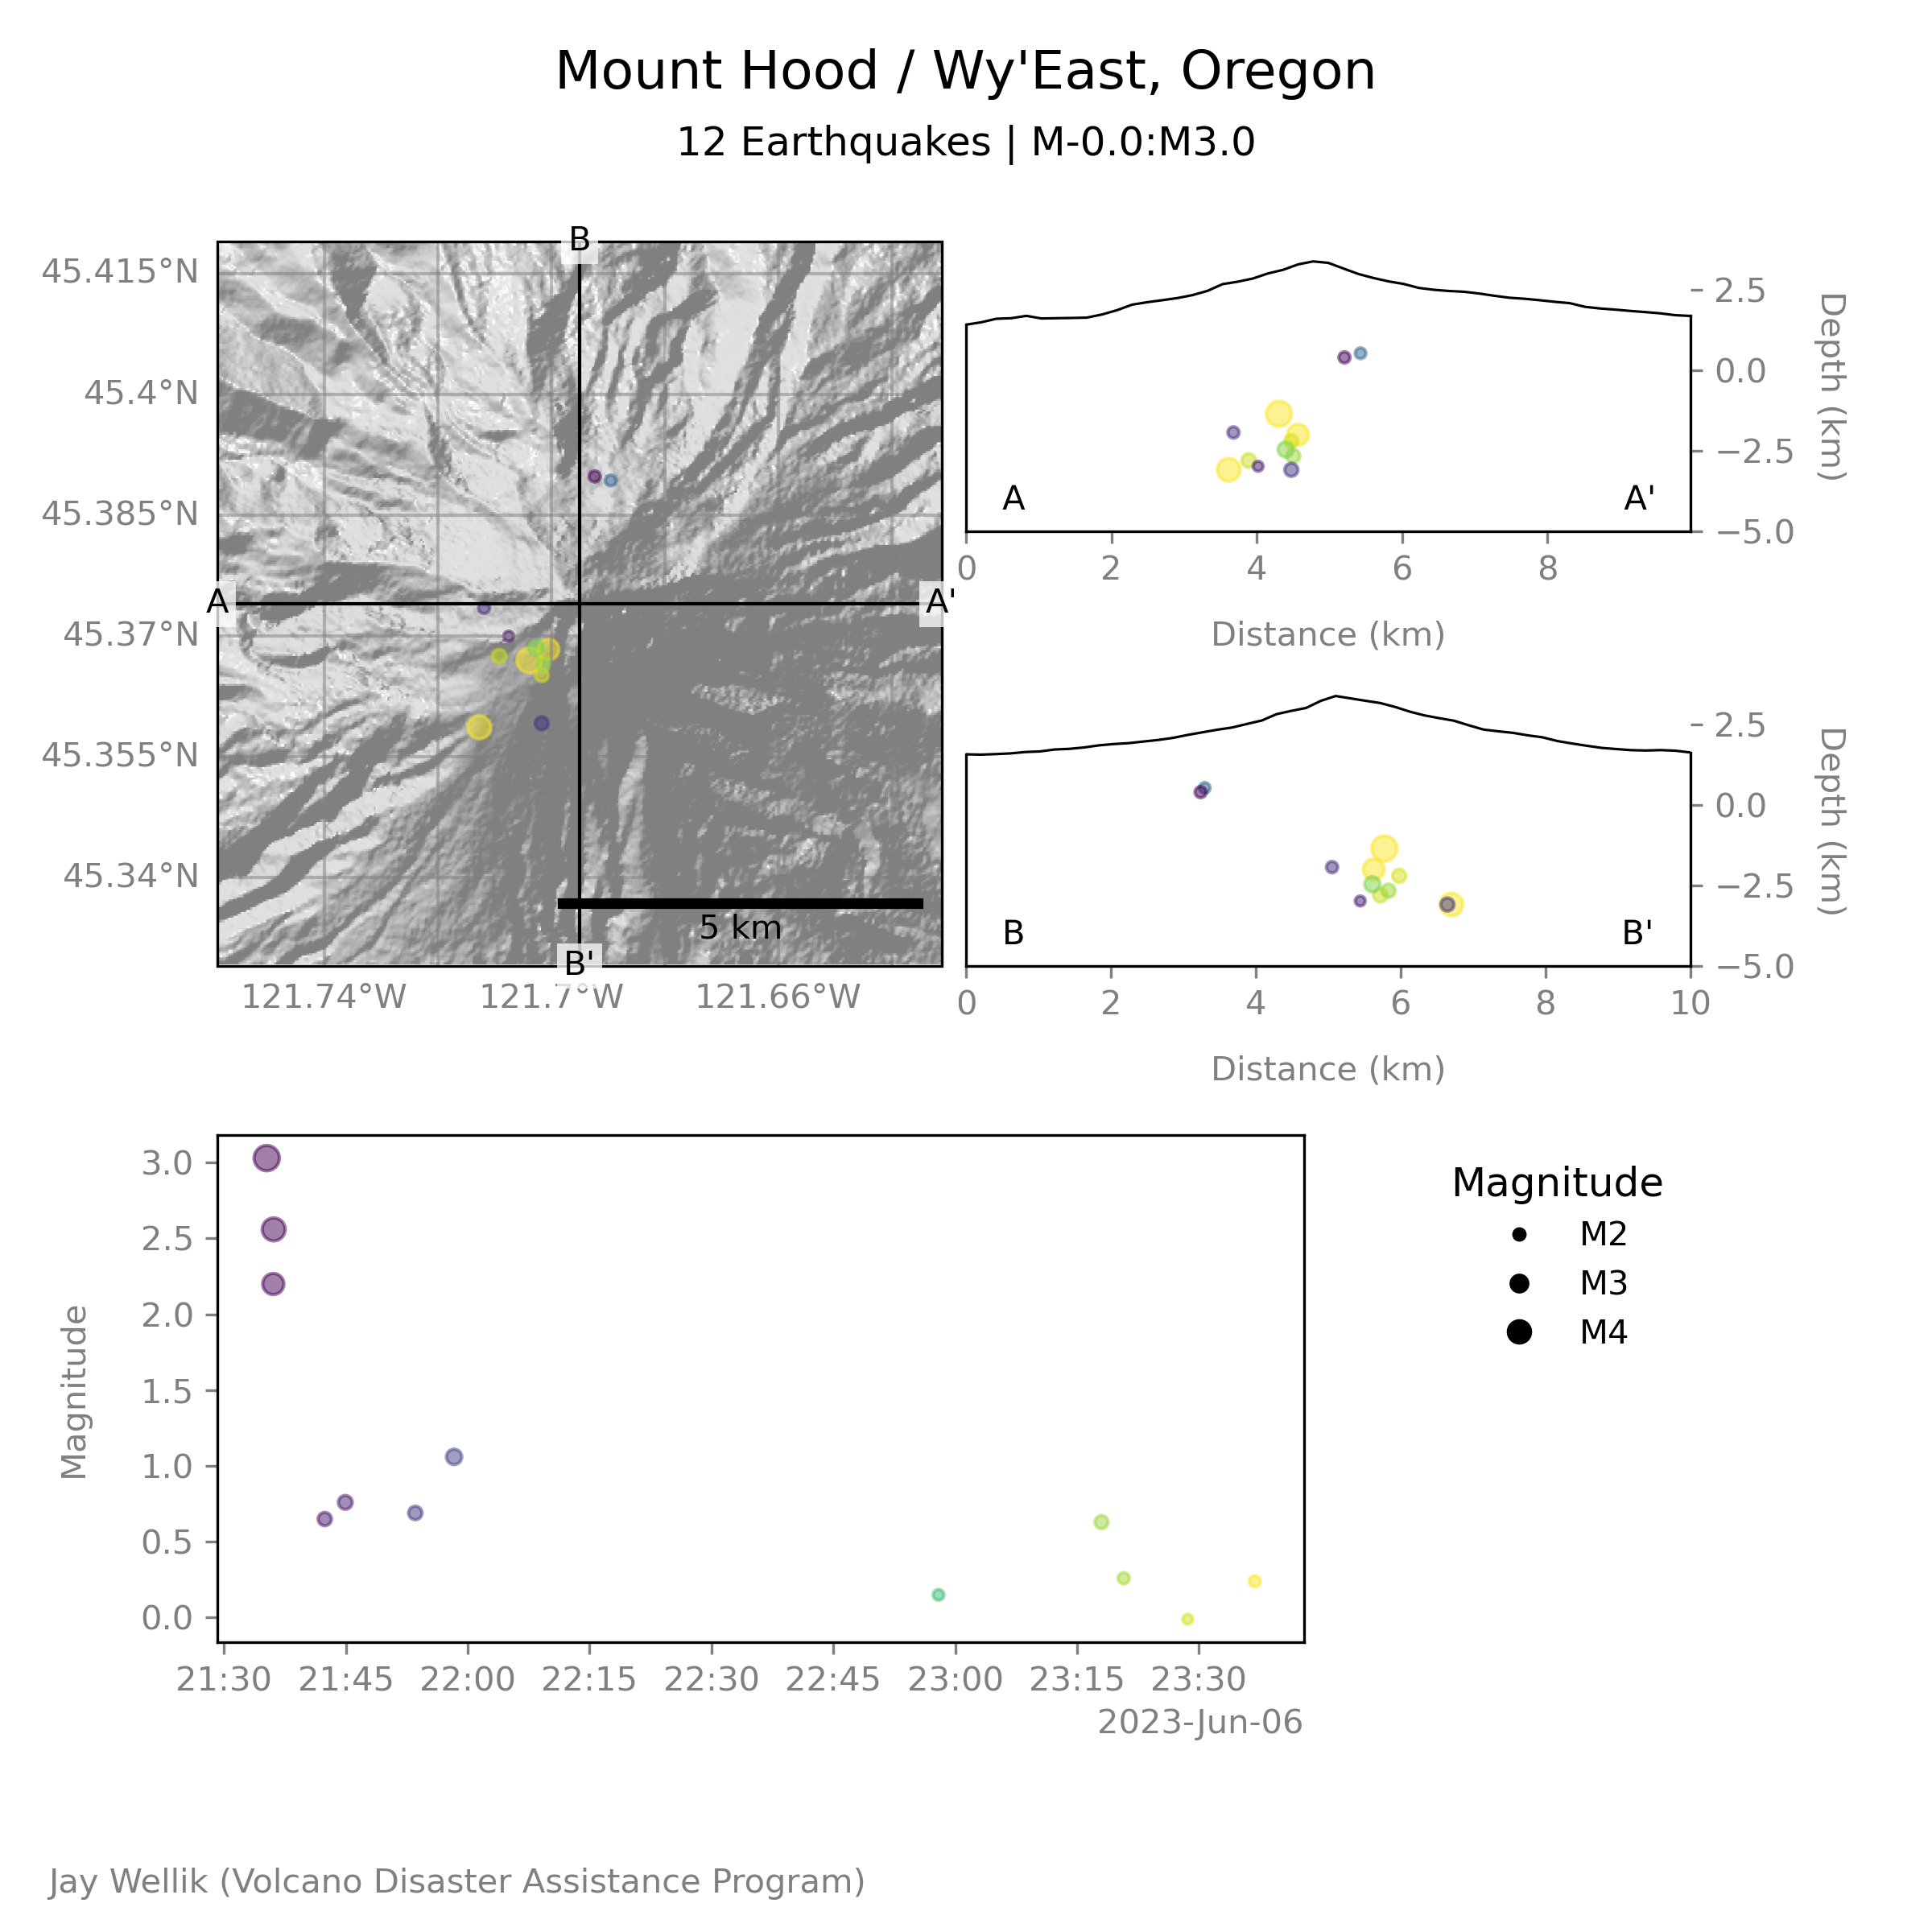 Mount Hood / Wy'East, Oregon
12 Earthquakes | M-0.0:M3.0
B
45.415°N
45.4°N
45.385°N
A
A'
45.37°N
45.355°N
45.34°N
5 km
B'
121.74°W
121.7°W
121.66°W
2.5
0.0
−2.5
−5.0
Depth (km)
A
A'
0
2
4
6
8
Distance (km)
2.5
0.0
−2.5
−5.0
Depth (km)
B
B'
0
2
4
6
8
10
Distance (km)
3.0
2.5
2.0
1.5
1.0
0.5
0.0
Magnitude
21:30
21:45
22:00
22:15
22:30
22:45
23:00
23:15
23:30
2023-Jun-06
Magnitude
M2
M3
M4
Jay Wellik (Volcano Disaster Assistance Program)